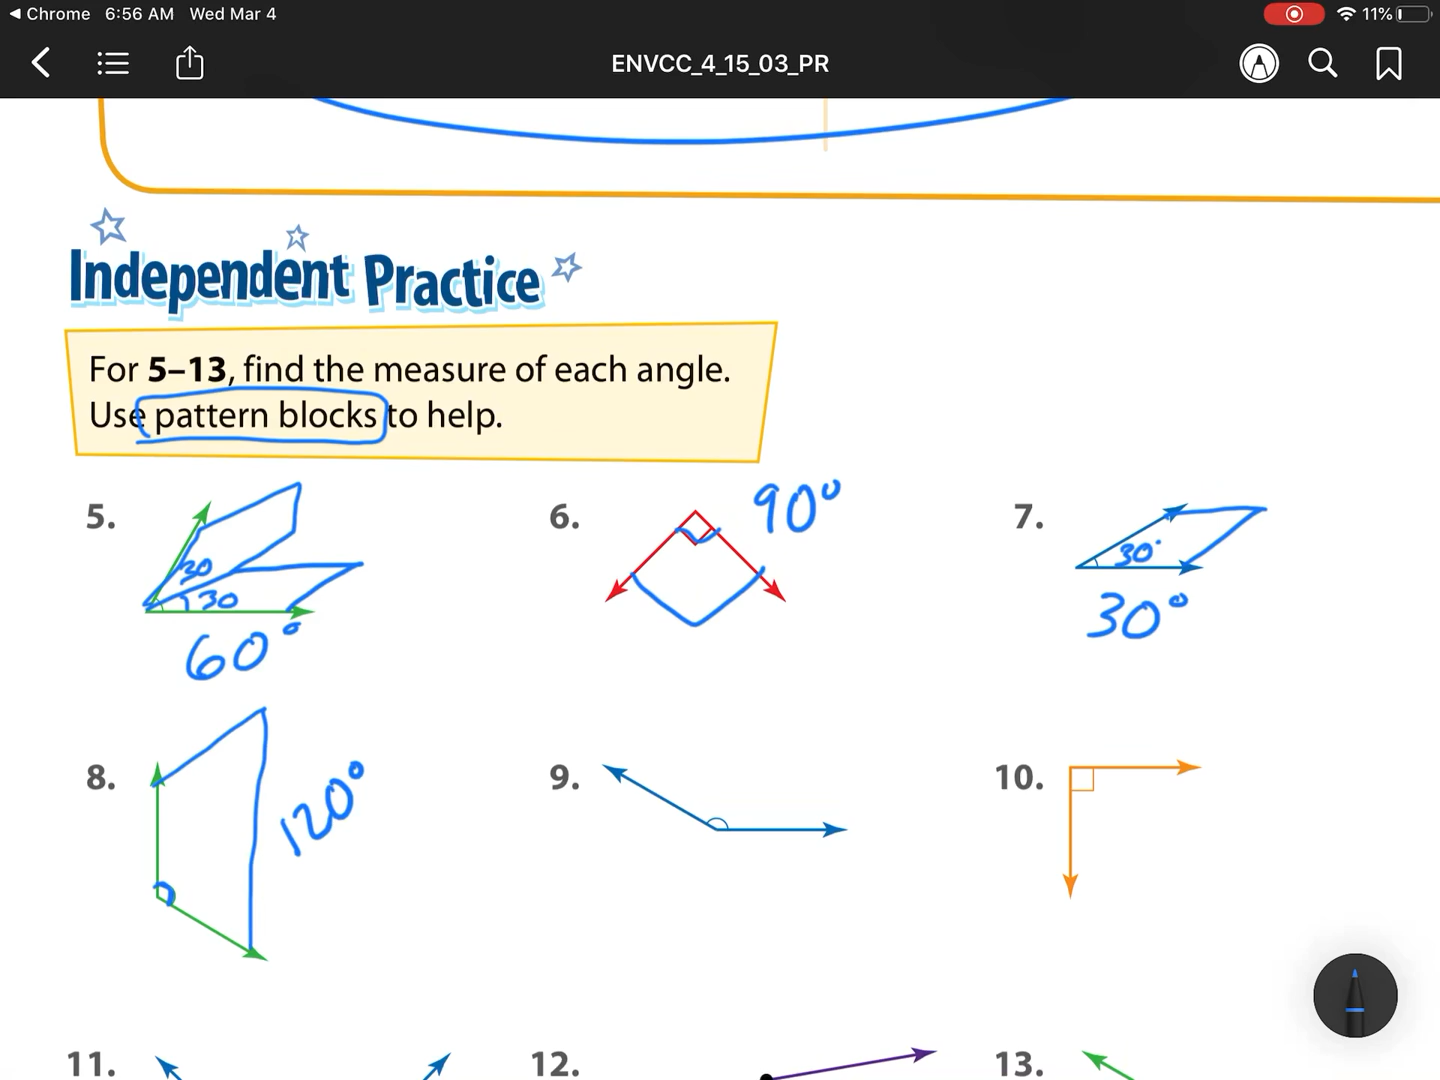 Chrome 6:56 AM Wed Mar 4 11%
ENVCC_4_15_03_PR
Independent Practice
For 5–13, find the measure of each angle.
Use pattern blocks to help.
5. 30 30 60°
6. 90°
7. 30° 30°
8. 120°
9.
10.
11.
12.
13.